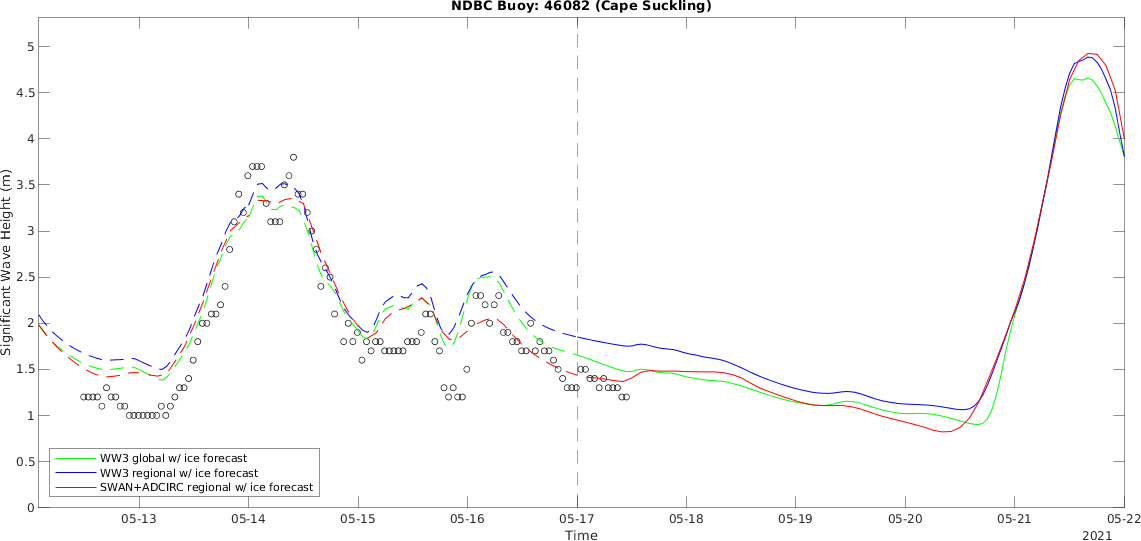 NDBC Buoy: 46082 (Cape Suckling)
Significant Wave Height (m)
5
4.5
4
3.5
3
2.5
2
1.5
1
0.5
0
WW3 global w/ ice forecast
WW3 regional w/ ice forecast
SWAN+ADCIRC regional w/ ice forecast
05-13 05-14 05-15 05-16 05-17 05-18 05-19 05-20 05-21 05-22
Time
2021